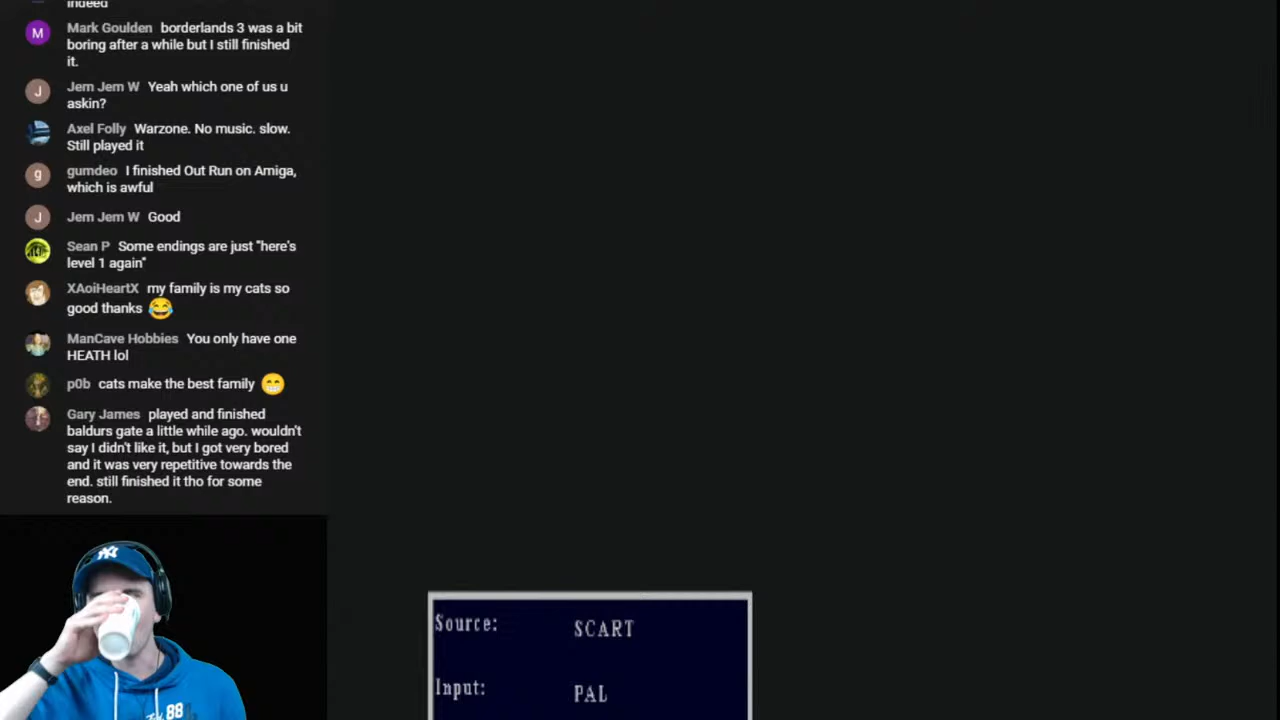 indeed
Mark Goulden borderlands 3 was a bit
boring after a while but I still finished
it.
Jem Jem W Yeah which one of us u
askin?
Axel Folly Warzone. No music. slow.
Still played it
gumdeo I finished Out Run on Amiga,
which is awful
Jem Jem W Good
Sean P Some endings are just "here's
level 1 again"
XAoiHeartX my family is my cats so
good thanks 😂
ManCave Hobbies You only have one
HEATH lol
p0b cats make the best family 😁
Gary James played and finished
baldurs gate a little while ago. wouldn't
say I didn't like it, but I got very bored
and it was very repetitive towards the
end. still finished it tho for some
reason.
M
J
g
J
NY
88
Source: SCART
Input: PAL